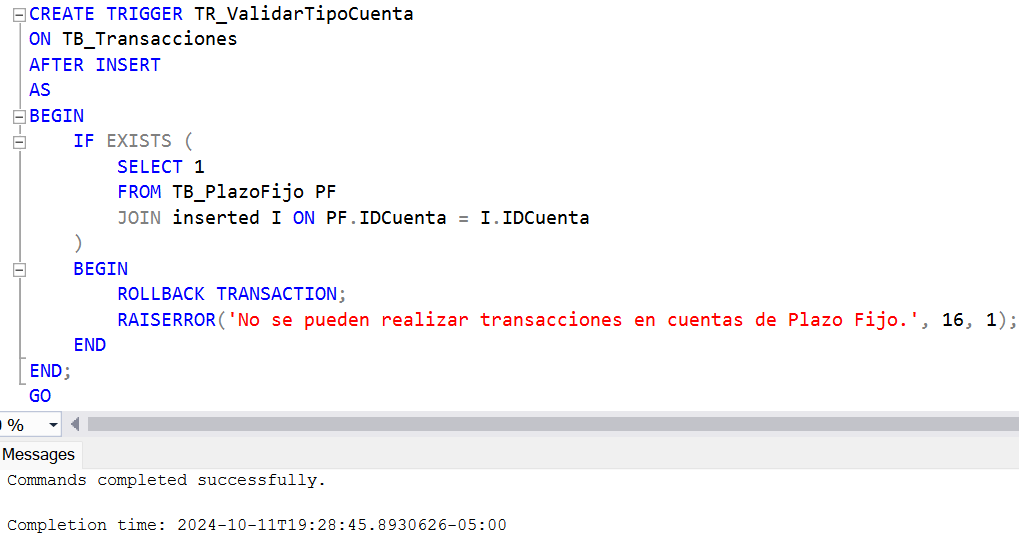 CREATE TRIGGER TR_ValidarTipoCuenta
ON TB_Transacciones
AFTER INSERT
AS
BEGIN
    IF EXISTS (
        SELECT 1
        FROM TB_PlazoFijo PF
        JOIN inserted I ON PF.IDCuenta = I.IDCuenta
    )
    BEGIN
        ROLLBACK TRANSACTION;
        RAISERROR('No se pueden realizar transacciones en cuentas de Plazo Fijo.', 16, 1);
    END
END;
GO
%
Messages
Commands completed successfully.
Completion time: 2024-10-11T19:28:45.8930626-05:00